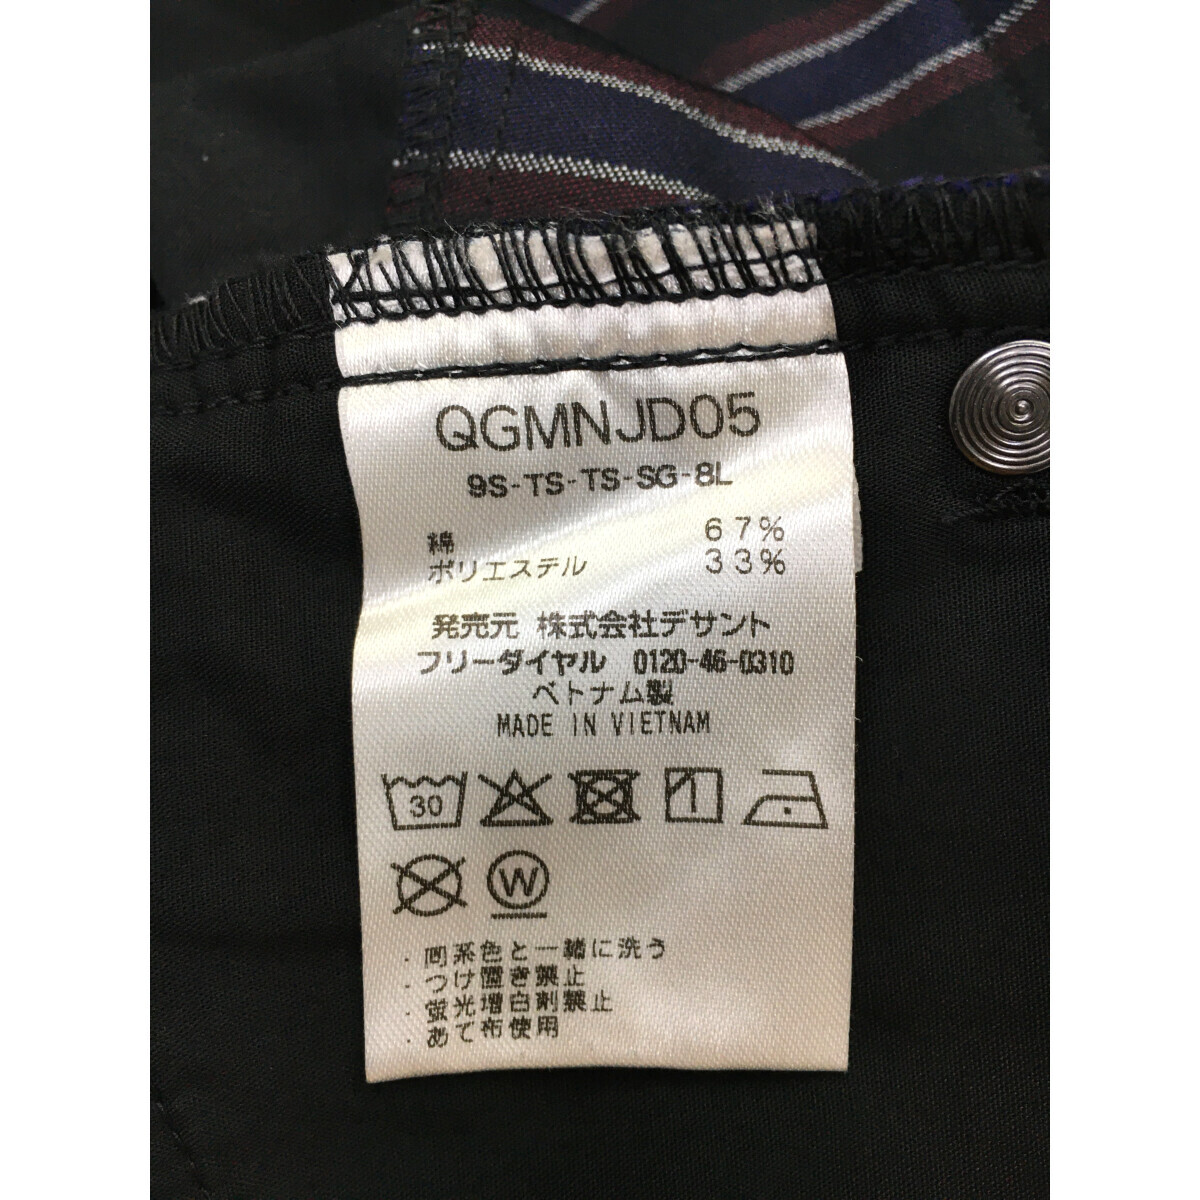 QGMNJD05
9S-TS-TS-SG-8L
綿 67%
ポリエステル 33%
発売元 株式会社デサント
フリーダイヤル 0120-46-0310
ベトナム製
MADE IN VIETNAM
30
W
・同系色と一緒に洗う
・つけ置き禁止
・蛍光増白剤禁止
・あて布使用